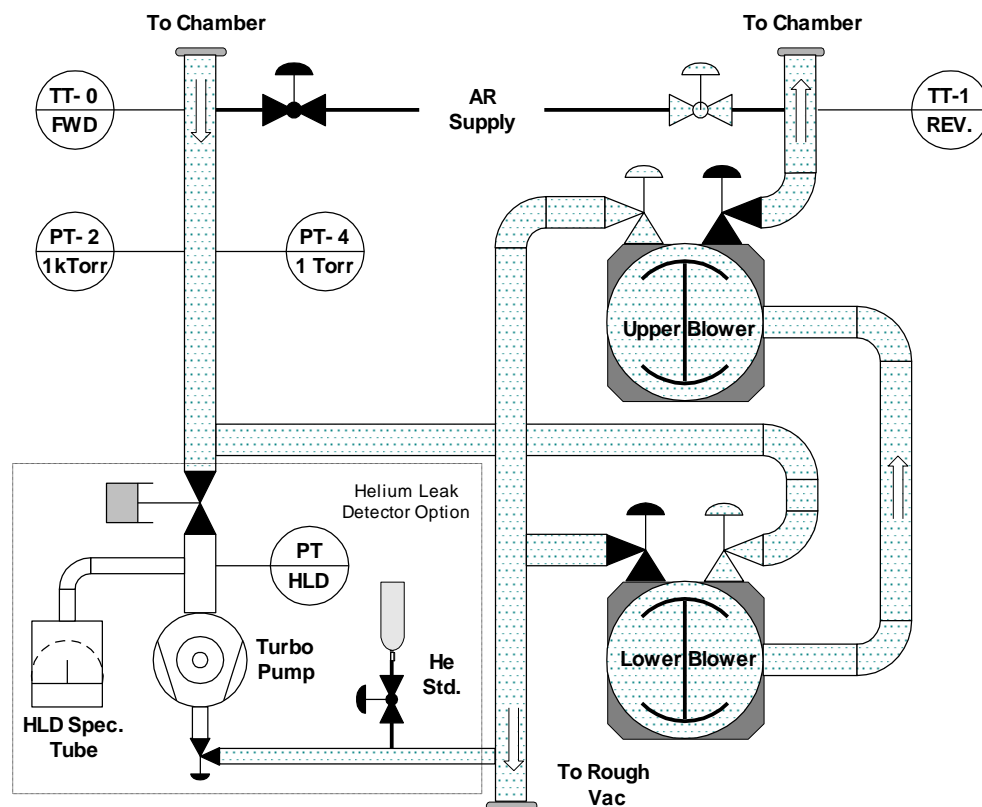 To Chamber
To Chamber
TT- 0
FWD
AR
Supply
TT-1
REV.
PT- 2
1kTorr
PT- 4
1 Torr
Upper Blower
Helium Leak
Detector Option
PT
HLD
Turbo
Pump
He
Std.
Lower Blower
HLD Spec.
Tube
To Rough
Vac